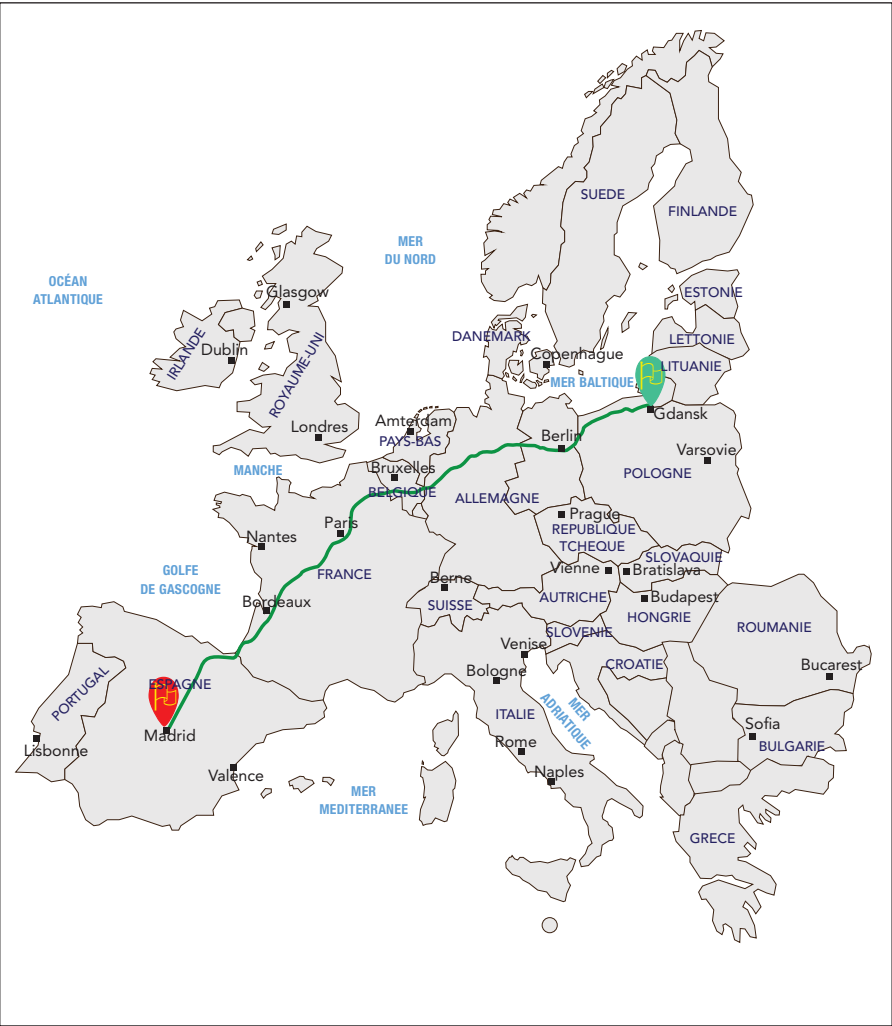 SUEDE
FINLANDE
MER
DU NORD
OCÉAN
ATLANTIQUE
Glasgow
ESTONIE
IRLANDE
Dublin
ROYAUME-UNI
DANEMARK
Copenhague
LETTONIE
LITUANIE
MER BALTIQUE
Gdansk
Londres
Amterdam
PAYS-BAS
Berlin
Varsovie
POLOGNE
MANCHE
Bruxelles
BELGIQUE
ALLEMAGNE
Prague
REPUBLIQUE
TCHEQUE
Paris
Nantes
SLOVAQUIE
Vienne
Bratislava
GOLFE
DE GASCOGNE
FRANCE
Berne
SUISSE
AUTRICHE
Budapest
HONGRIE
Bordeaux
ROUMANIE
SLOVENIE
Venise
CROATIE
Bucarest
Bologne
PORTUGAL
ESPAGNE
MER
ADRIATIQUE
ITALIE
Sofia
BULGARIE
Madrid
Lisbonne
Rome
Valence
Naples
MER
MEDITERRANEE
GRECE